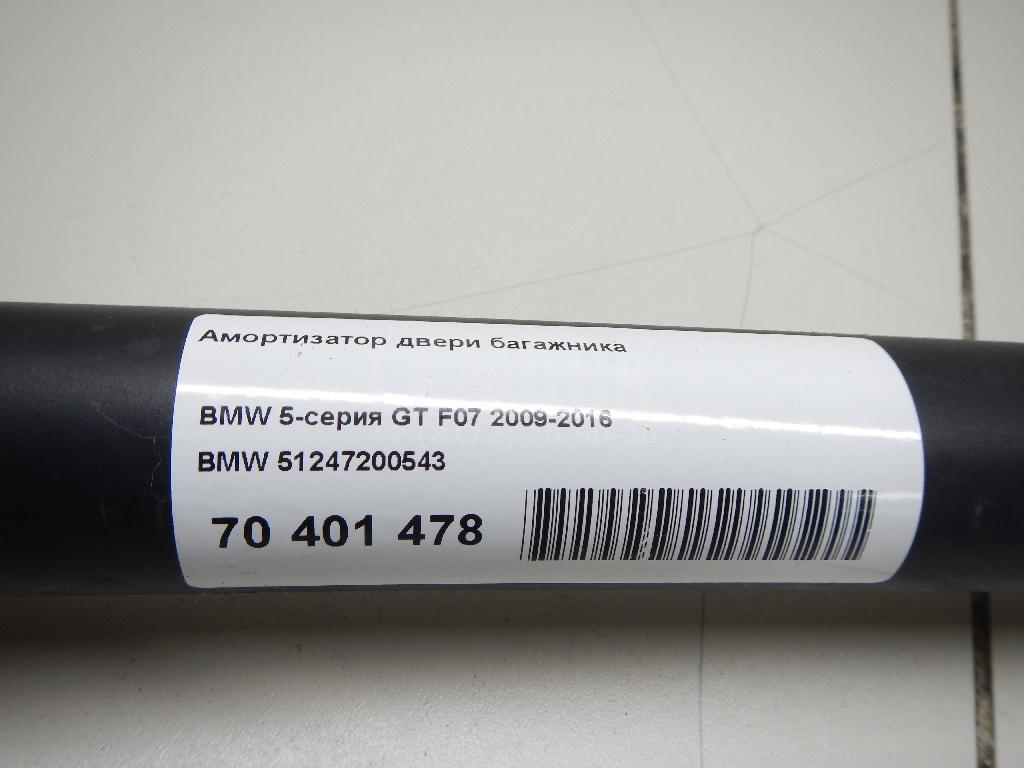 Амортизатор двери багажника
BMW 5-серия GT F07 2009-2016
BMW 51247200543
70 401 478